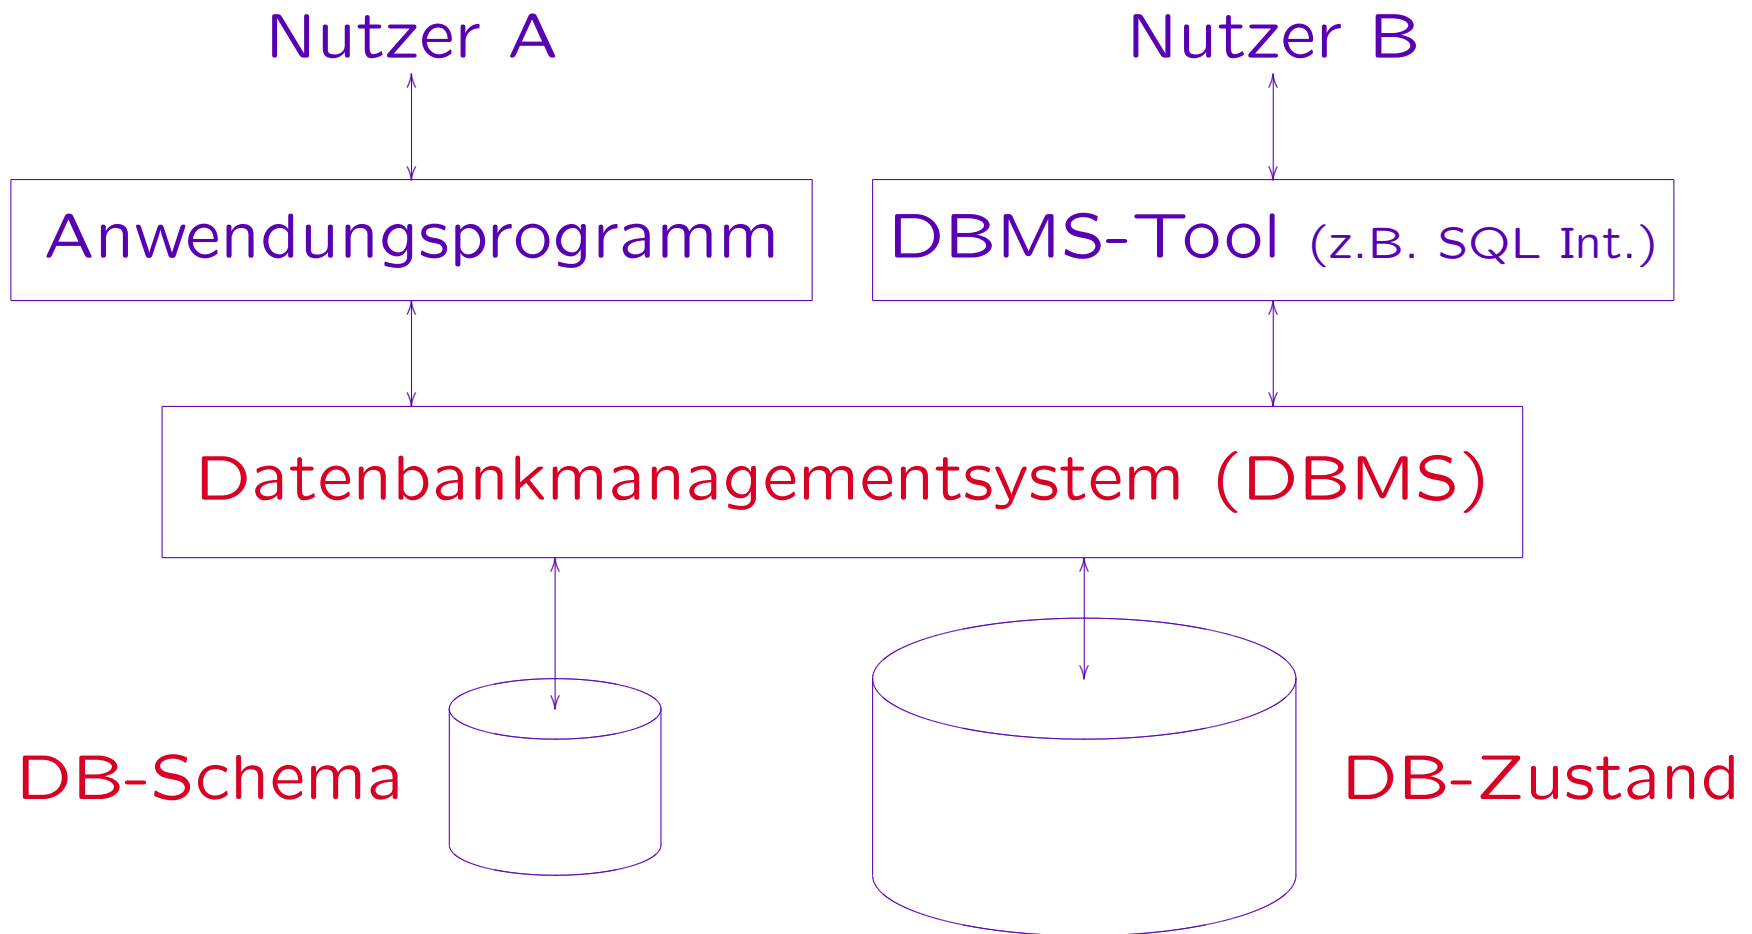 Nutzer A
Nutzer B
Anwendungsprogramm
DBMS-Tool (z.B. SQL Int.)
Datenbankmanagementsystem (DBMS)
DB-Schema
DB-Zustand